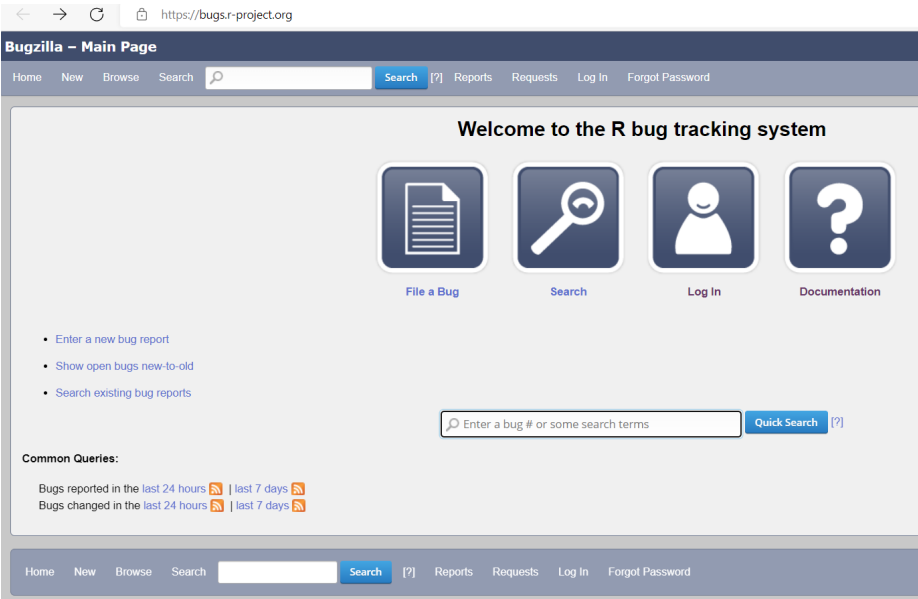 https://bugs.r-project.org
Bugzilla – Main Page
Home New Browse Search Search [?] Reports Requests Log In Forgot Password
Welcome to the R bug tracking system
File a Bug Search Log In Documentation
• Enter a new bug report
• Show open bugs new-to-old
• Search existing bug reports
Enter a bug # or some search terms Quick Search [?]
Common Queries:
Bugs reported in the last 24 hours | last 7 days
Bugs changed in the last 24 hours | last 7 days
Home New Browse Search Search [?] Reports Requests Log In Forgot Password